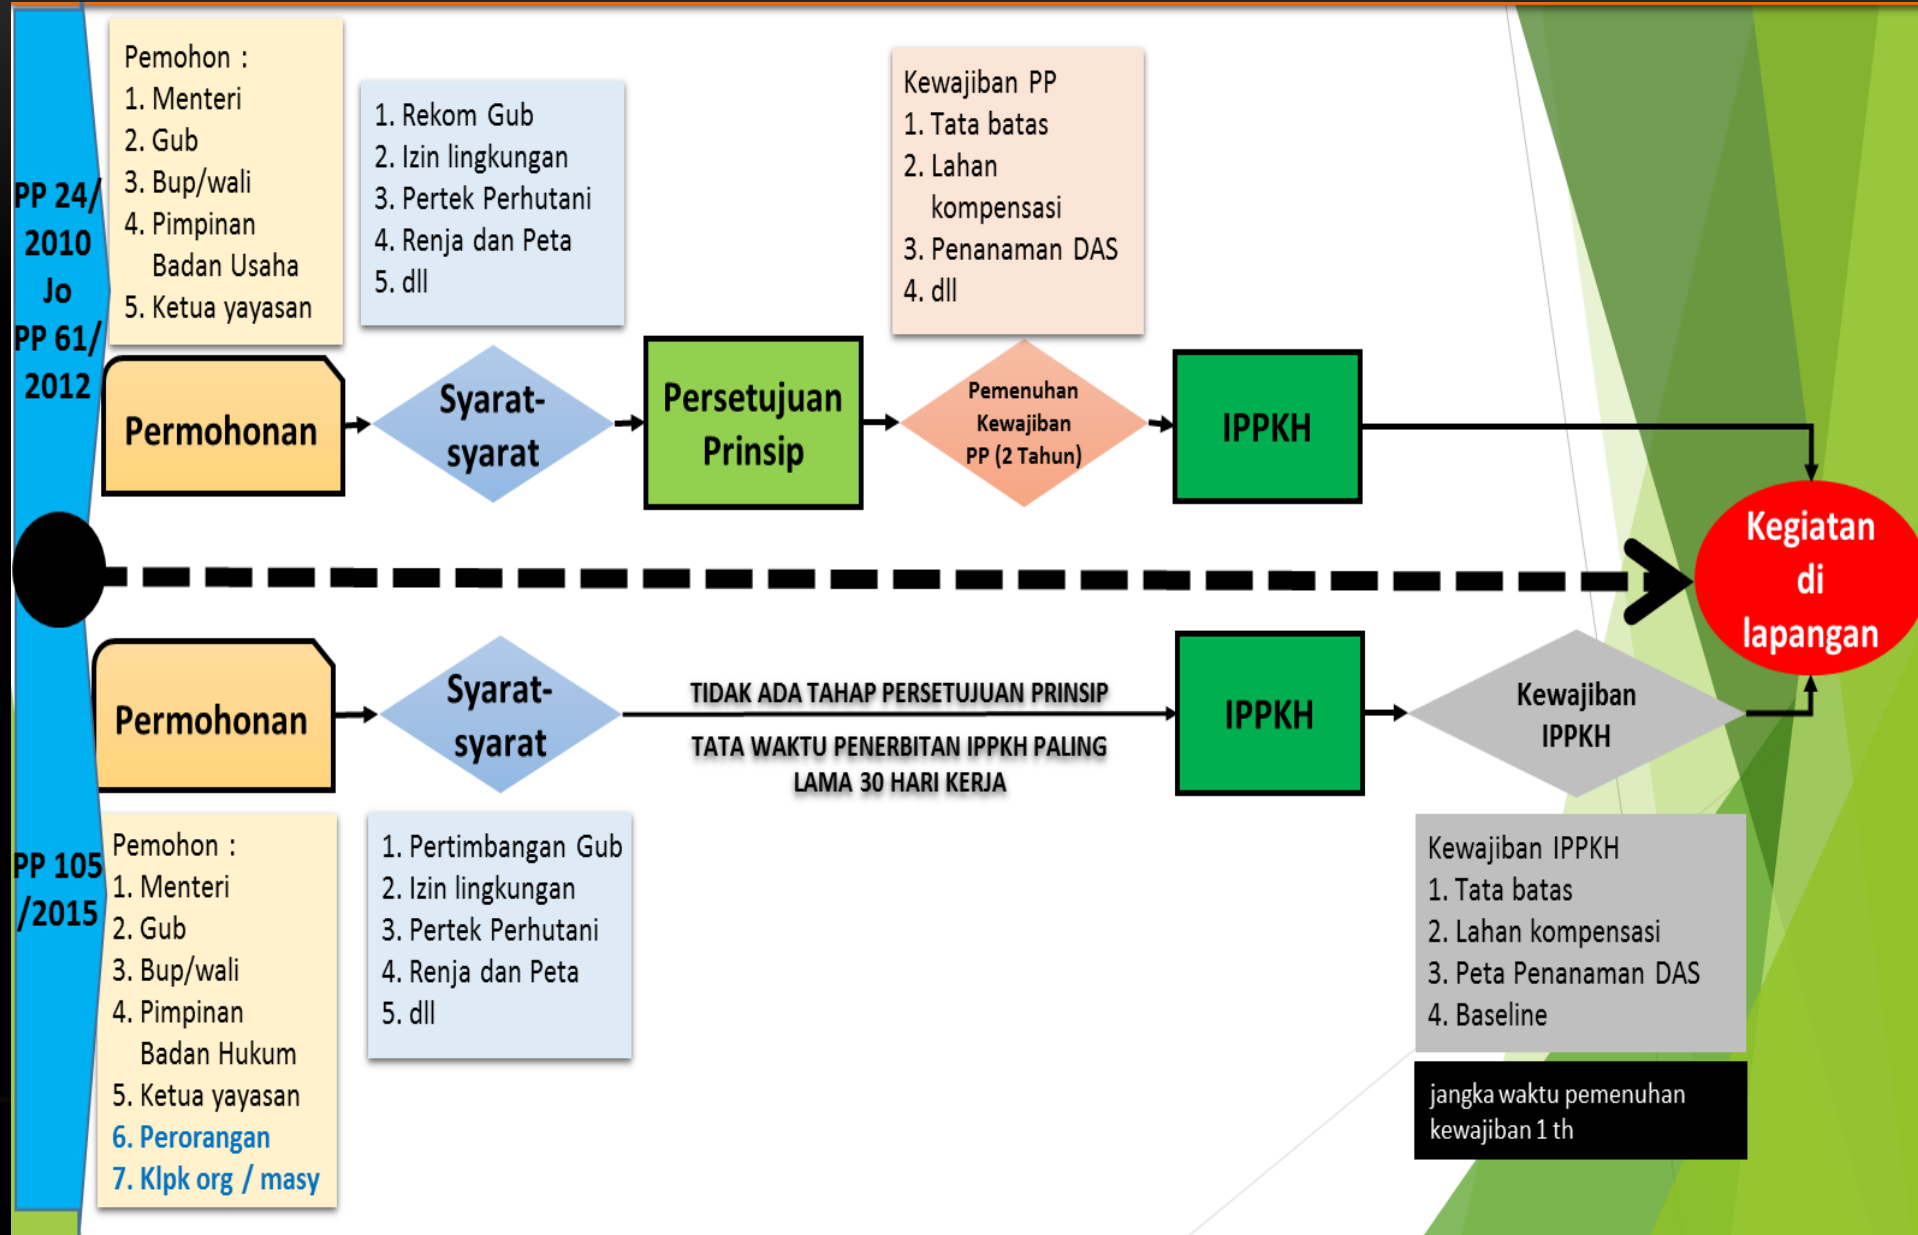 PP 24/
2010
Jo
PP 61/
2012
Pemohon :
1. Menteri
2. Gub
3. Bup/wali
4. Pimpinan
Badan Usaha
5. Ketua yayasan
1. Rekom Gub
2. Izin lingkungan
3. Pertek Perhutani
4. Renja dan Peta
5. dll
Kewajiban PP
1. Tata batas
2. Lahan
kompensasi
3. Penanaman DAS
4. dll
Permohonan
Syarat-
syarat
Persetujuan
Prinsip
Pemenuhan
Kewajiban
PP (2 Tahun)
IPPKH
Kegiatan
di
lapangan
PP 105
/2015
Permohonan
Syarat-
syarat
TIDAK ADA TAHAP PERSETUJUAN PRINSIP
TATA WAKTU PENERBITAN IPPKH PALING
LAMA 30 HARI KERJA
IPPKH
Kewajiban
IPPKH
Pemohon :
1. Menteri
2. Gub
3. Bup/wali
4. Pimpinan
Badan Hukum
5. Ketua yayasan
6. Perorangan
7. Klpk org / masy
1. Pertimbangan Gub
2. Izin lingkungan
3. Pertek Perhutani
4. Renja dan Peta
5. dll
Kewajiban IPPKH
1. Tata batas
2. Lahan kompensasi
3. Peta Penanaman DAS
4. Baseline
jangka waktu pemenuhan
kewajiban 1 th